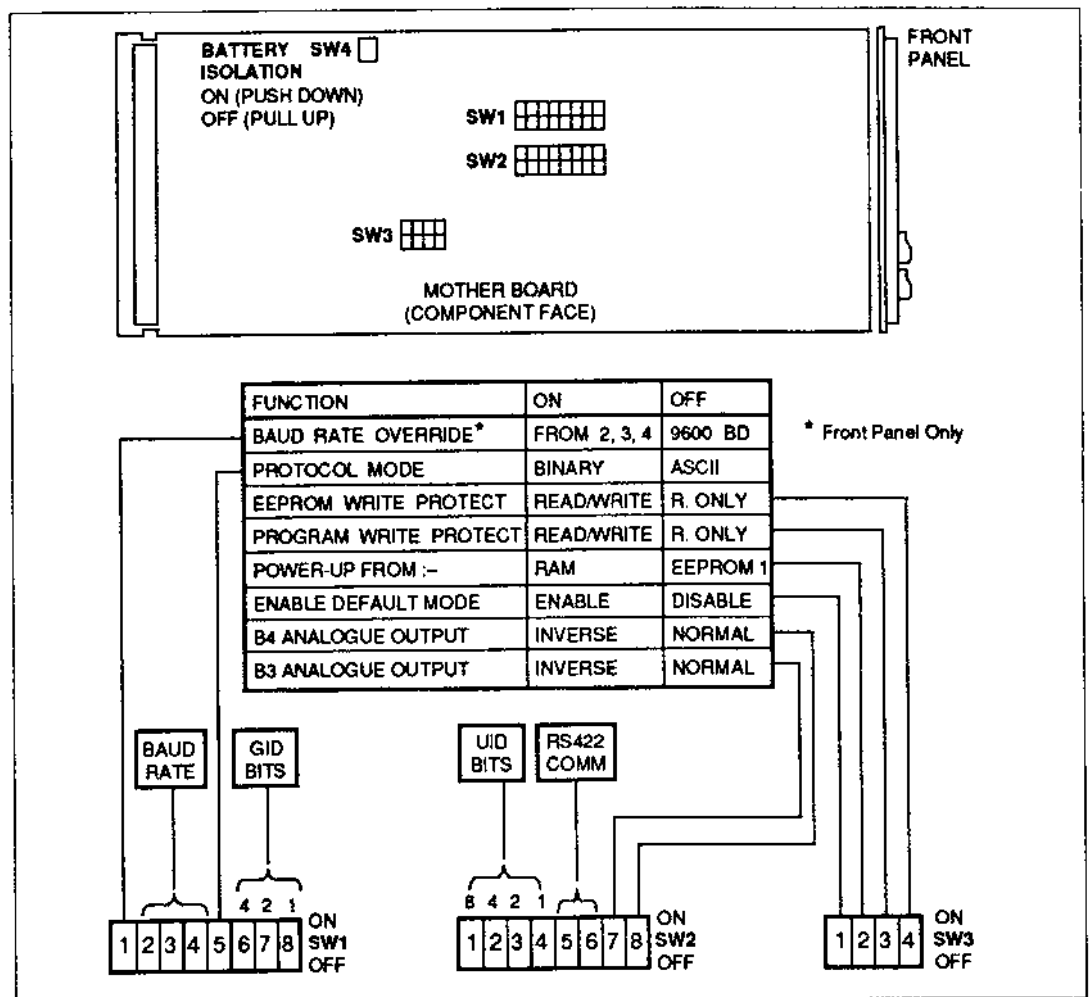 BATTERY SW4
ISOLATION
ON (PUSH DOWN)
OFF (PULL UP)
FRONT
PANEL
SW1
SW2
SW3
MOTHER BOARD
(COMPONENT FACE)
FUNCTION ON OFF
BAUD RATE OVERRIDE* FROM 2, 3, 4 9600 BD
* Front Panel Only
PROTOCOL MODE BINARY ASCII
EEPROM WRITE PROTECT READ/WRITE R. ONLY
PROGRAM WRITE PROTECT READ/WRITE R. ONLY
POWER-UP FROM :– RAM EEPROM 1
ENABLE DEFAULT MODE ENABLE DISABLE
B4 ANALOGUE OUTPUT INVERSE NORMAL
B3 ANALOGUE OUTPUT INVERSE NORMAL
BAUD
RATE
GID
BITS
UID
BITS
RS422
COMM
4 2 1
1 2 3 4 5 6 7 8
ON
SW1
OFF
8 4 2 1
1 2 3 4 5 6 7 8
ON
SW2
OFF
1 2 3 4
ON
SW3
OFF